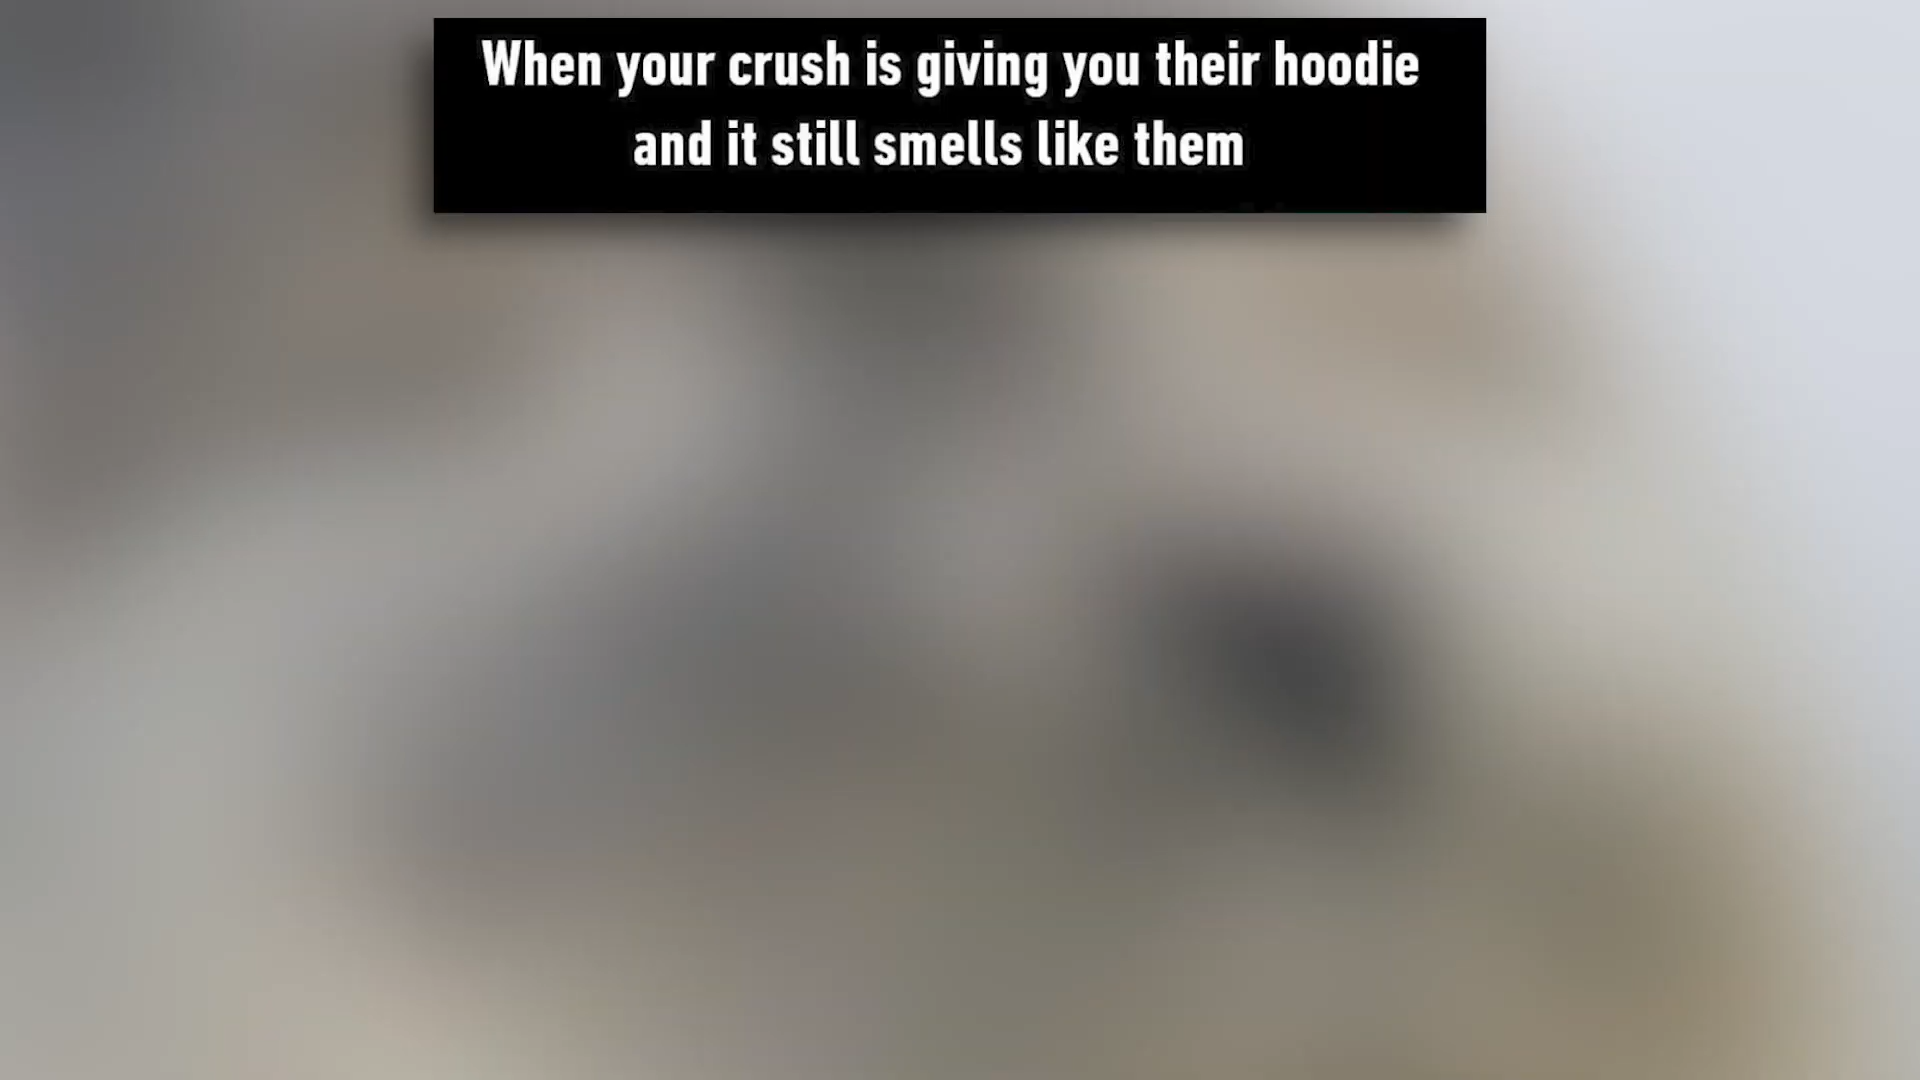 When your crush is giving you their hoodie
and it still smells like them